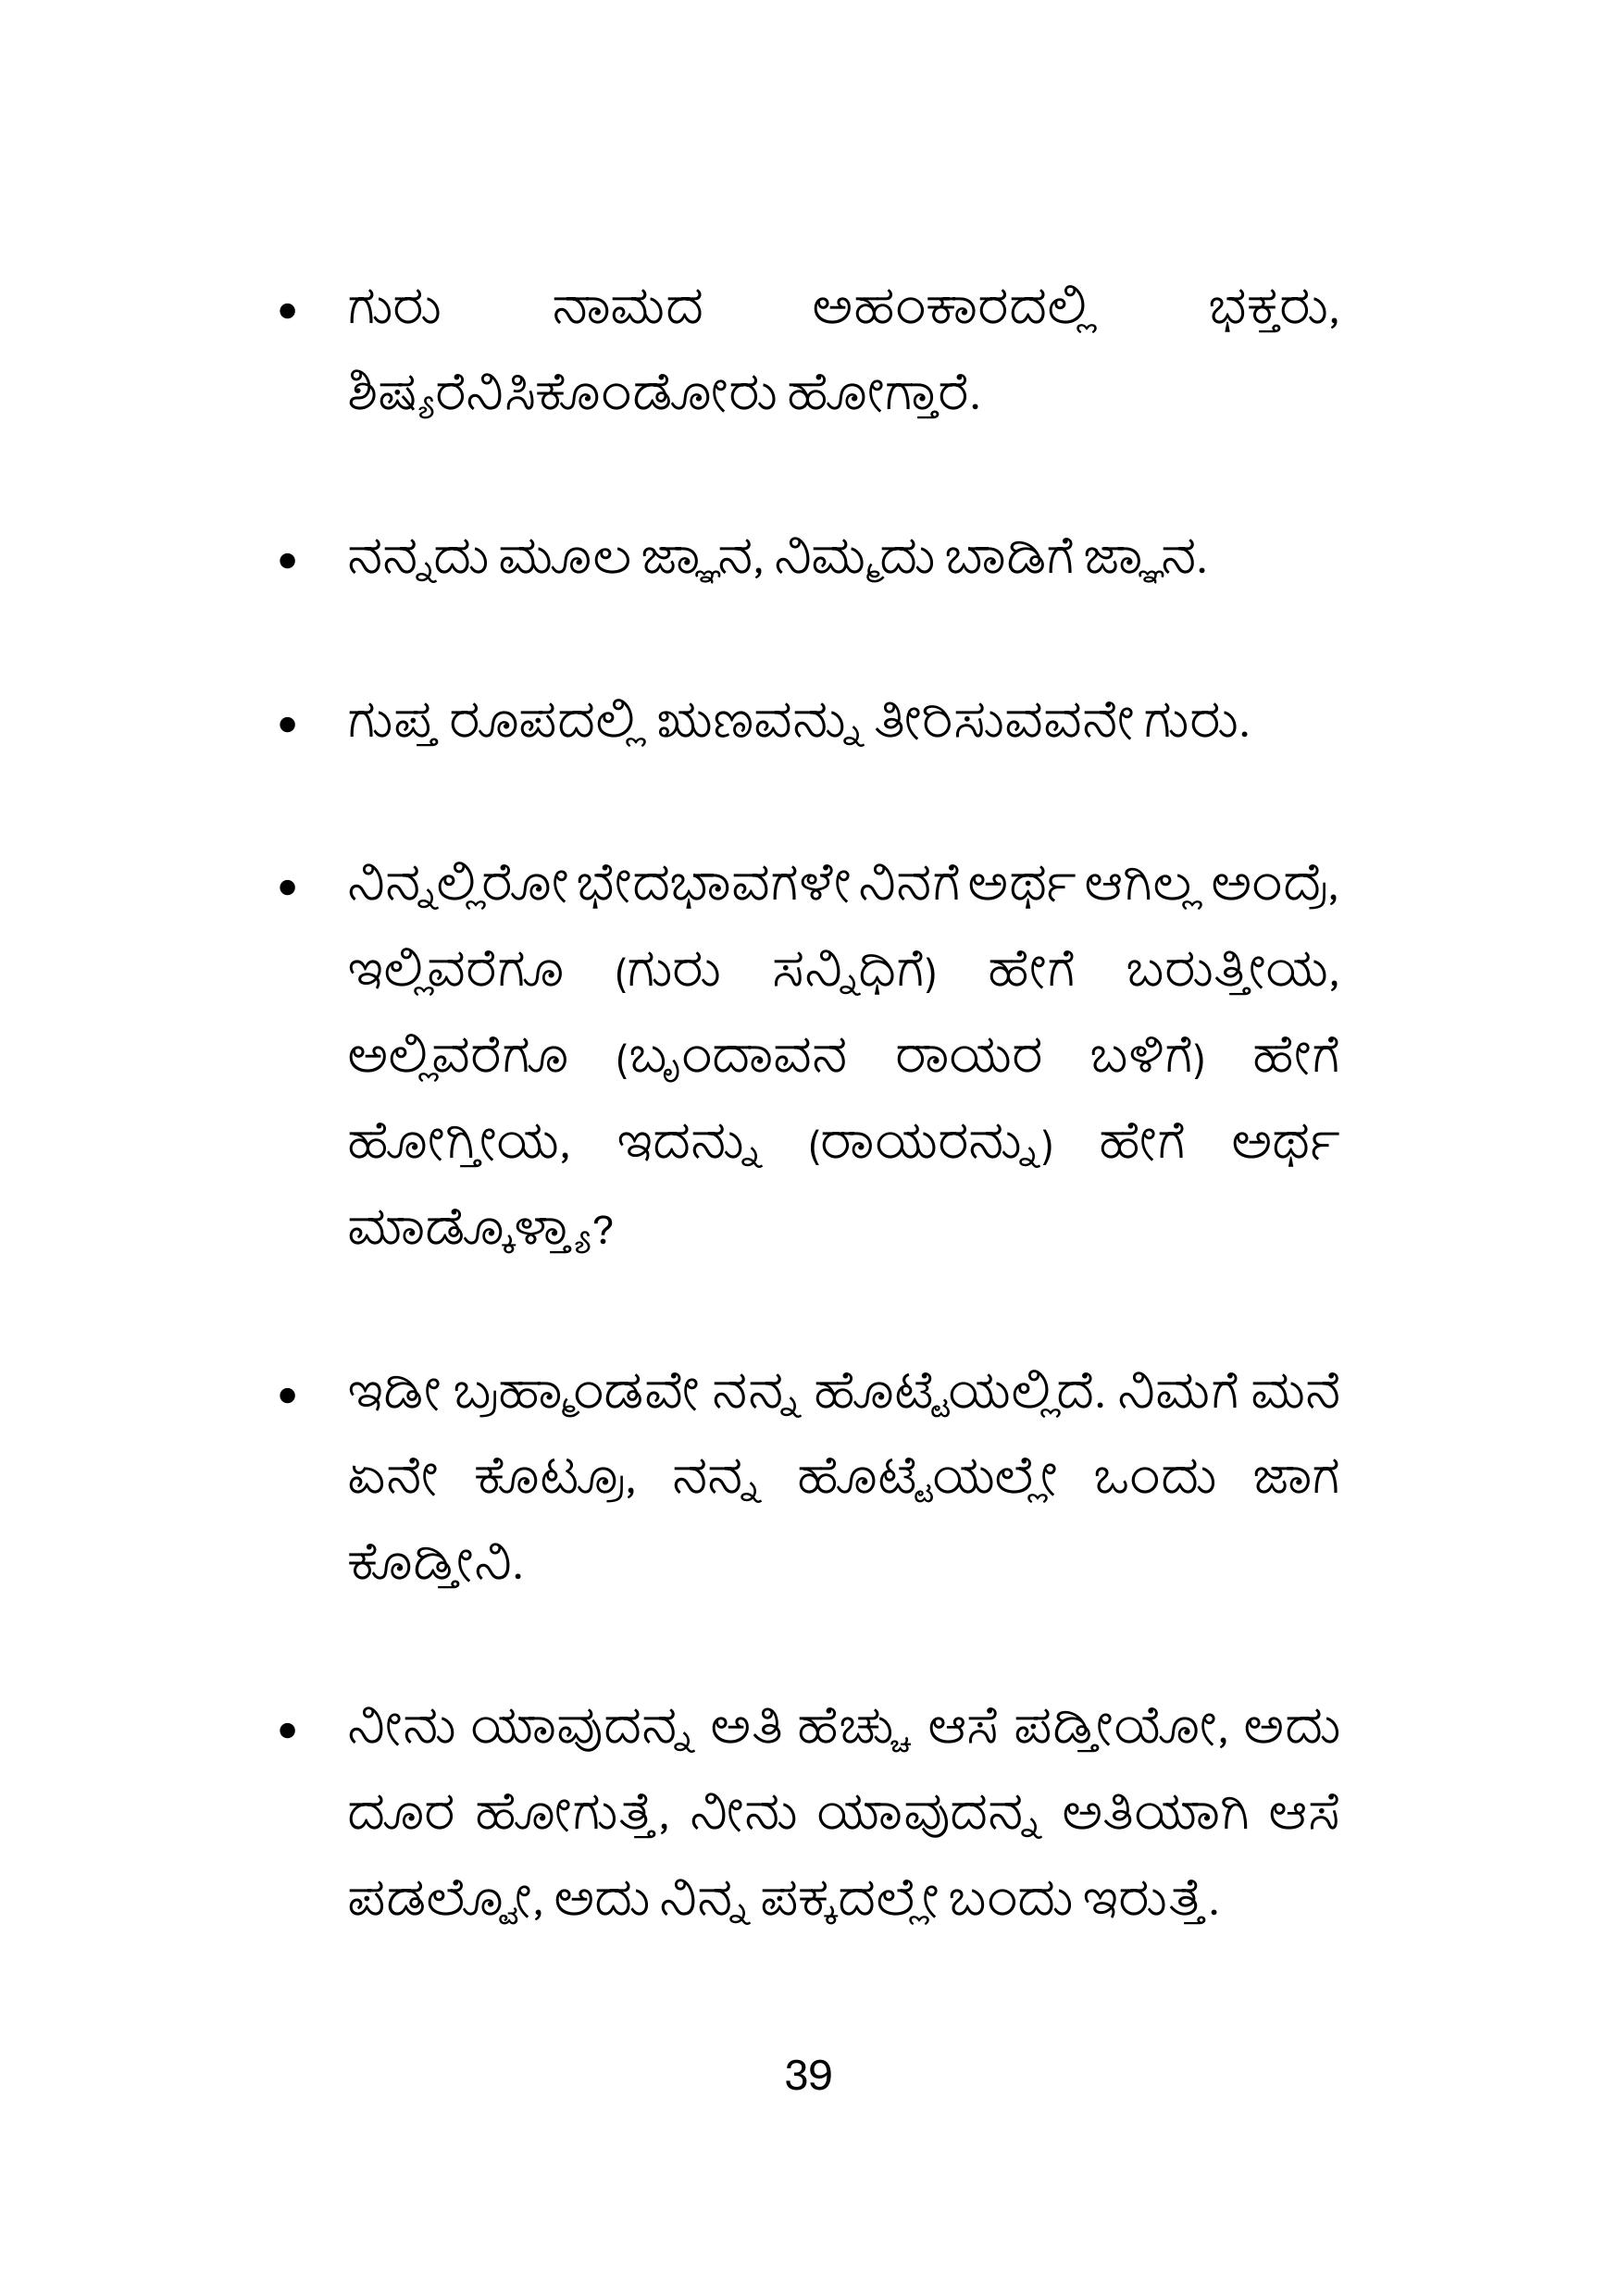 • ಗುರು ನಾಮದ ಅಹಂಕಾರದಲ್ಲಿ ಭಕ್ತರು,
ಶಿಷ್ಯರೆನಿಸಿಕೊಂಡೋರು ಹೋಗ್ತಾರೆ.
• ನನ್ನದು ಮೂಲ ಜ್ಞಾನ, ನಿಮ್ಮದು ಬಾಡಿಗೆ ಜ್ಞಾನ.
• ಗುಪ್ತ ರೂಪದಲ್ಲಿ ಋಣವನ್ನು ತೀರಿಸುವವನೇ ಗುರು.
• ನಿನ್ನಲ್ಲಿರೋ ಭೇದಭಾವಗಳೇ ನಿನಗೆ ಅರ್ಥ ಆಗಿಲ್ಲ ಅಂದ್ರೆ,
ಇಲ್ಲಿವರೆಗೂ (ಗುರು ಸನ್ನಿಧಿಗೆ) ಹೇಗೆ ಬರುತ್ತೀಯ,
ಅಲ್ಲಿವರೆಗೂ (ಬೃಂದಾವನ ರಾಯರ ಬಳಿಗೆ) ಹೇಗೆ
ಹೋಗ್ತೀಯ, ಇದನ್ನು (ರಾಯರನ್ನು) ಹೇಗೆ ಅರ್ಥ
ಮಾಡ್ಕೊಳ್ತ್ಯಾ?
• ಇಡೀ ಬ್ರಹ್ಮಾಂಡವೇ ನನ್ನ ಹೊಟ್ಟೆಯಲ್ಲಿದೆ. ನಿಮಗೆ ಮನೆ
ಏನೇ ಕೊಟ್ರೂ, ನನ್ನ ಹೊಟ್ಟೆಯಲ್ಲೇ ಒಂದು ಜಾಗ
ಕೊಡ್ತೀನಿ.
• ನೀನು ಯಾವುದನ್ನ ಅತಿ ಹೆಚ್ಚು ಆಸೆ ಪಡ್ತೀಯೋ, ಅದು
ದೂರ ಹೋಗುತ್ತೆ, ನೀನು ಯಾವುದನ್ನ ಅತಿಯಾಗಿ ಆಸೆ
ಪಡಲ್ವೋ, ಅದು ನಿನ್ನ ಪಕ್ಕದಲ್ಲೇ ಬಂದು ಇರುತ್ತೆ.
39